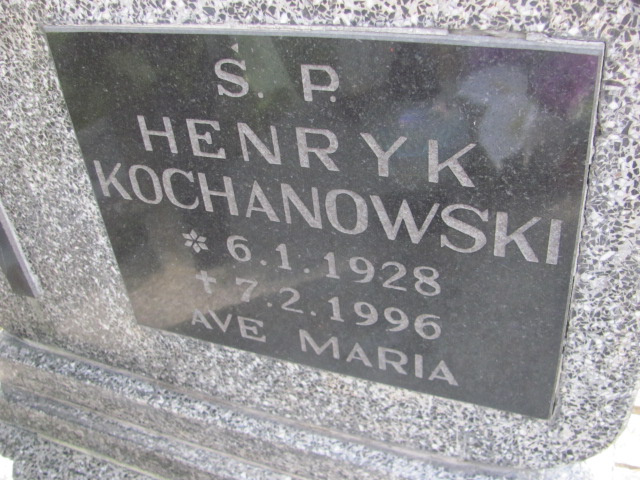 Ś. P.
HENRYK
KOCHANOWSKI
* 6.1.1928
✝ 7.2.1996
AVE MARIA